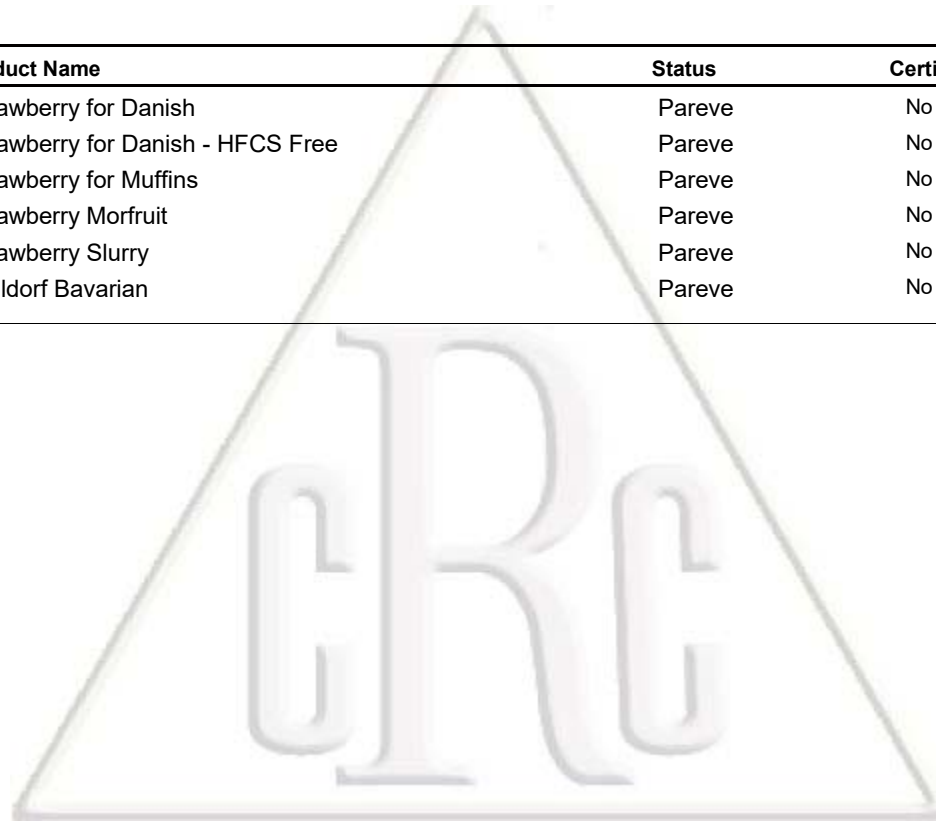 duct Name Status Certi
awberry for Danish Pareve No
awberry for Danish - HFCS Free Pareve No
awberry for Muffins Pareve No
awberry Morfruit Pareve No
awberry Slurry Pareve No
ldorf Bavarian Pareve No
cRc